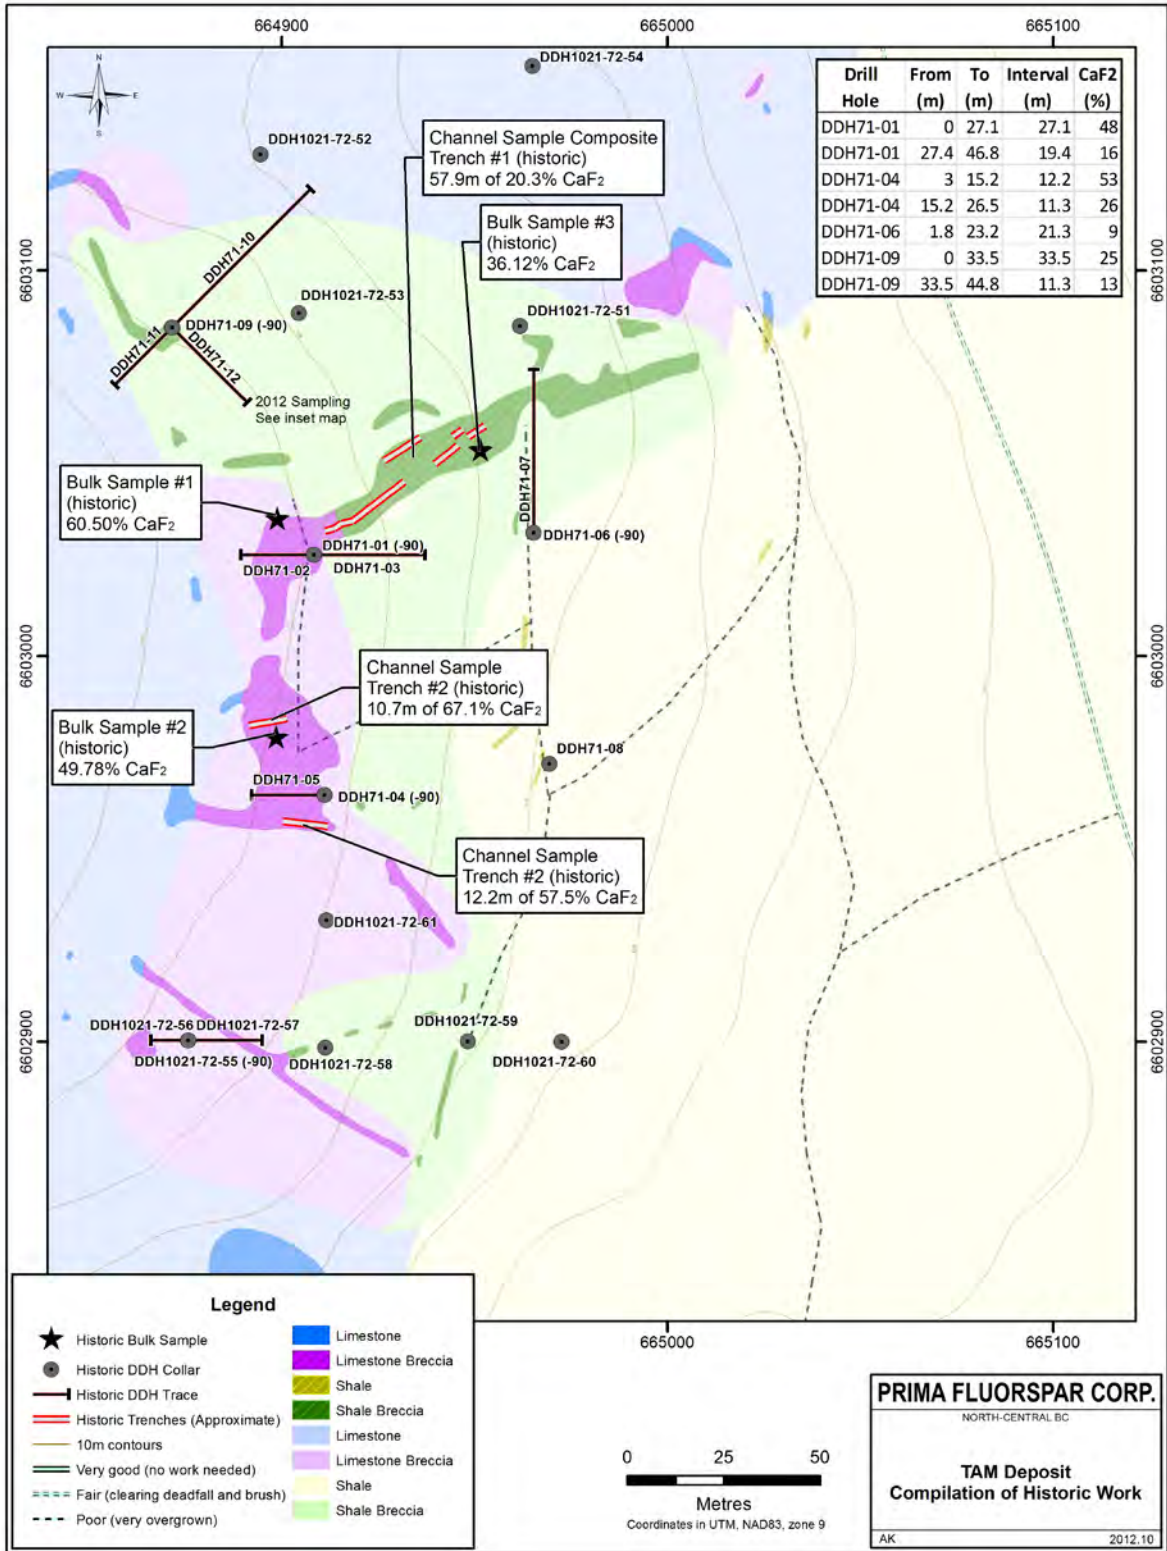 664900
665000
665100
DDH1021-72-54
Drill Hole From (m) To (m) Interval (m) CaF2 (%)
DDH71-01 0 27.1 27.1 48
DDH71-01 27.4 46.8 19.4 16
DDH71-04 3 15.2 12.2 53
DDH71-04 15.2 26.5 11.3 26
DDH71-06 1.8 23.2 21.3 9
DDH71-09 0 33.5 33.5 25
DDH71-09 33.5 44.8 11.3 13
N
W E
S
DDH1021-72-52
Channel Sample Composite
Trench #1 (historic)
57.9m of 20.3% CaF2
Bulk Sample #3
(historic)
36.12% CaF2
6603100
6603100
DDH71-10
DDH1021-72-53
DDH1021-72-51
DDH71-09 (-90)
DDH71-11
DDH71-12
2012 Sampling
See inset map
Bulk Sample #1
(historic)
60.50% CaF2
DDH71-07
DDH71-01 (-90)
DDH71-06 (-90)
DDH71-02
DDH71-03
6603000
6603000
Channel Sample
Trench #2 (historic)
10.7m of 67.1% CaF2
Bulk Sample #2
(historic)
49.78% CaF2
DDH71-08
DDH71-05
DDH71-04 (-90)
Channel Sample
Trench #2 (historic)
12.2m of 57.5% CaF2
DDH1021-72-61
6602900
6602900
DDH1021-72-56
DDH1021-72-57
DDH1021-72-59
DDH1021-72-55 (-90)
DDH1021-72-58
DDH1021-72-60
Legend
Historic Bulk Sample
Historic DDH Collar
Historic DDH Trace
Historic Trenches (Approximate)
10m contours
Very good (no work needed)
Fair (clearing deadfall and brush)
Poor (very overgrown)
Limestone
Limestone Breccia
Shale
Shale Breccia
Limestone
Limestone Breccia
Shale
Shale Breccia
665000
665100
0 25 50
Metres
Coordinates in UTM, NAD83, zone 9
PRIMA FLUORSPAR CORP.
NORTH-CENTRAL BC
TAM Deposit
Compilation of Historic Work
AK 2012.10